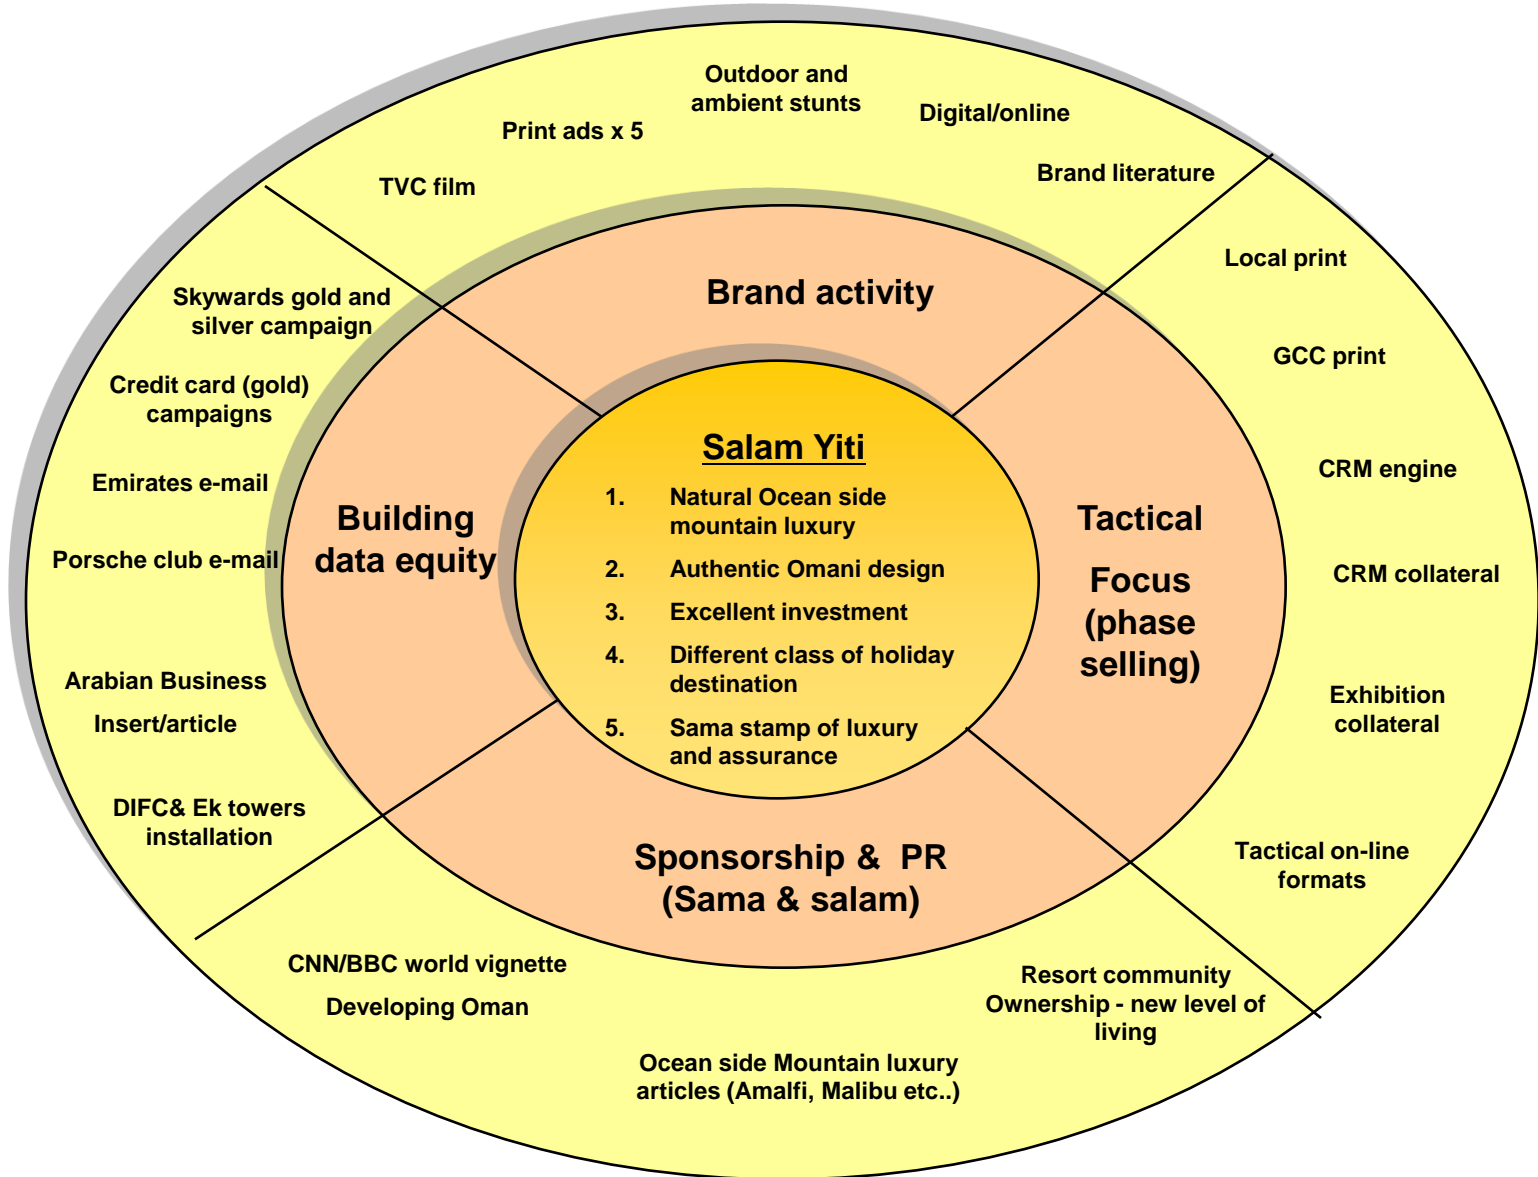 Outdoor and
ambient stunts
Digital/online
Print ads x 5
Brand literature
TVC film
Brand activity
Local print
GCC print
CRM engine
CRM collateral
Exhibition
collateral
Tactical on-line
formats
Tactical
Focus
(phase
selling)
Skywards gold and
silver campaign
Credit card (gold)
campaigns
Emirates e-mail
Porsche club e-mail
Arabian Business
Insert/article
DIFC& Ek towers
installation
Building
data equity
Salam Yiti
1. Natural Ocean side
mountain luxury
2. Authentic Omani design
3. Excellent investment
4. Different class of holiday
destination
5. Sama stamp of luxury
and assurance
Sponsorship & PR
(Sama & salam)
CNN/BBC world vignette
Developing Oman
Ocean side Mountain luxury
articles (Amalfi, Malibu etc..)
Resort community
Ownership - new level of
living